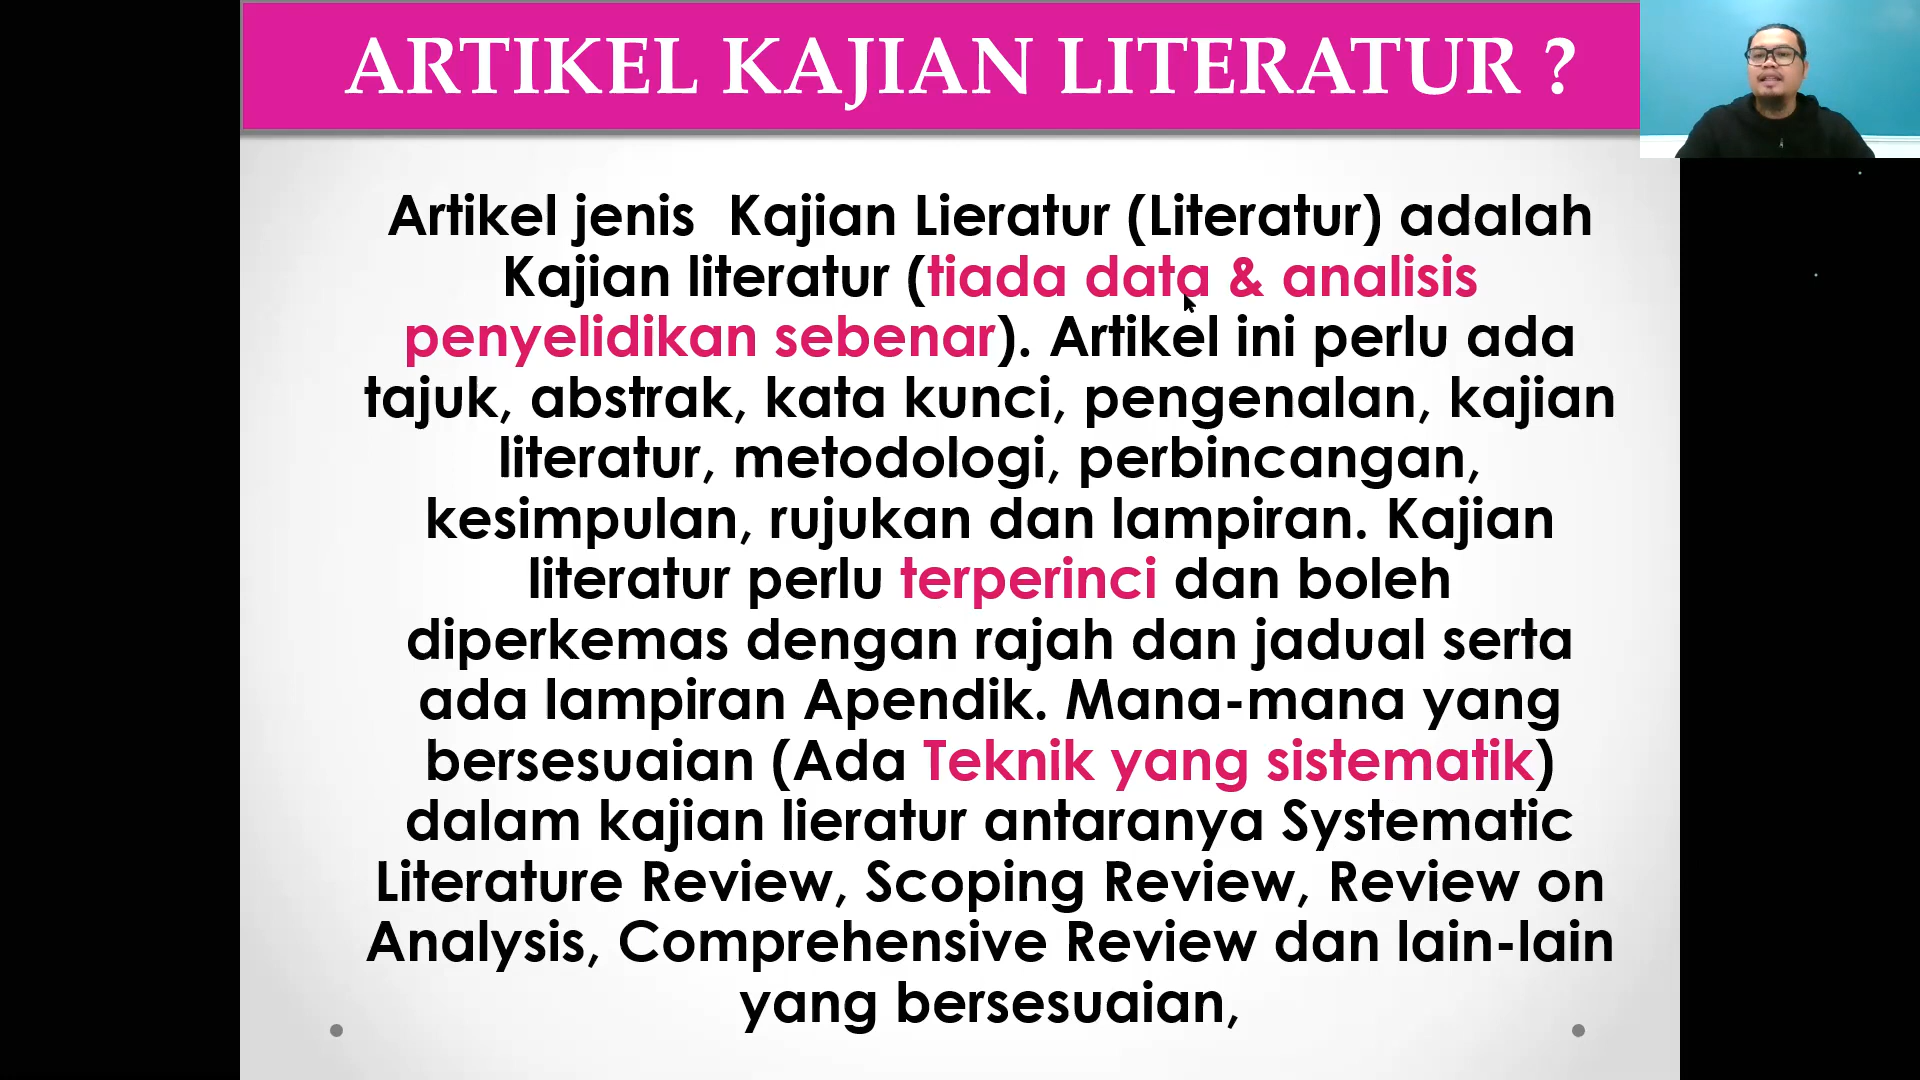 ARTIKEL KAJIAN LITERATUR ?
Artikel jenis Kajian Lieratur (Literatur) adalah
Kajian literatur (tiada data & analisis
penyelidikan sebenar). Artikel ini perlu ada
tajuk, abstrak, kata kunci, pengenalan, kajian
literatur, metodologi, perbincangan,
kesimpulan, rujukan dan lampiran. Kajian
literatur perlu terperinci dan boleh
diperkemas dengan rajah dan jadual serta
ada lampiran Apendik. Mana-mana yang
bersesuaian (Ada Teknik yang sistematik)
dalam kajian lieratur antaranya Systematic
Literature Review, Scoping Review, Review on
Analysis, Comprehensive Review dan lain-lain
yang bersesuaian,